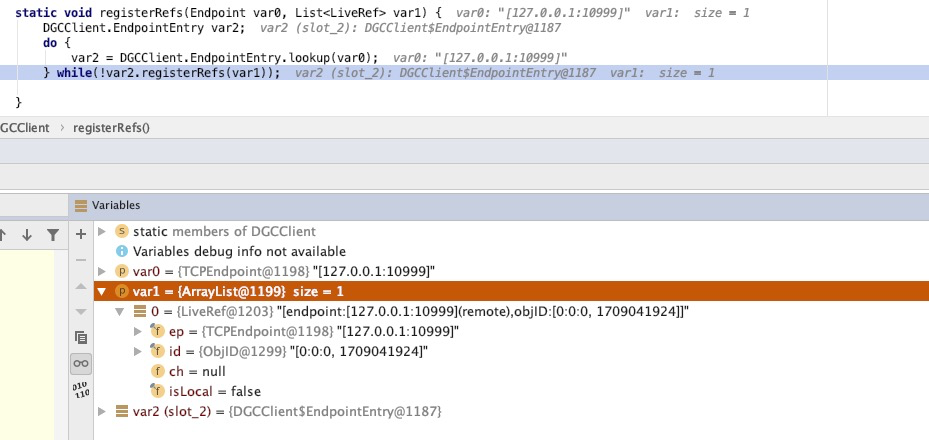 static void registerRefs(Endpoint var0, List<LiveRef> var1) {  var0: "[127.0.0.1:10999]"  var1:  size = 1
DGCClient.EndpointEntry var2;  var2 (slot_2): DGCClient$EndpointEntry@1187
do {
var2 = DGCClient.EndpointEntry.lookup(var0);  var0: "[127.0.0.1:10999]"
} while(!var2.registerRefs(var1));  var2 (slot_2): DGCClient$EndpointEntry@1187  var1:  size = 1
}
GCClient › registerRefs()
Variables
static members of DGCClient
Variables debug info not available
var0 = {TCPEndpoint@1198} "[127.0.0.1:10999]"
var1 = {ArrayList@1199}  size = 1
0 = {LiveRef@1203} "[endpoint:[127.0.0.1:10999](remote),objID:[0:0:0, 1709041924]]"
ep = {TCPEndpoint@1198} "[127.0.0.1:10999]"
id = {ObjID@1299} "[0:0:0, 1709041924]"
ch = null
isLocal = false
var2 (slot_2) = {DGCClient$EndpointEntry@1187}